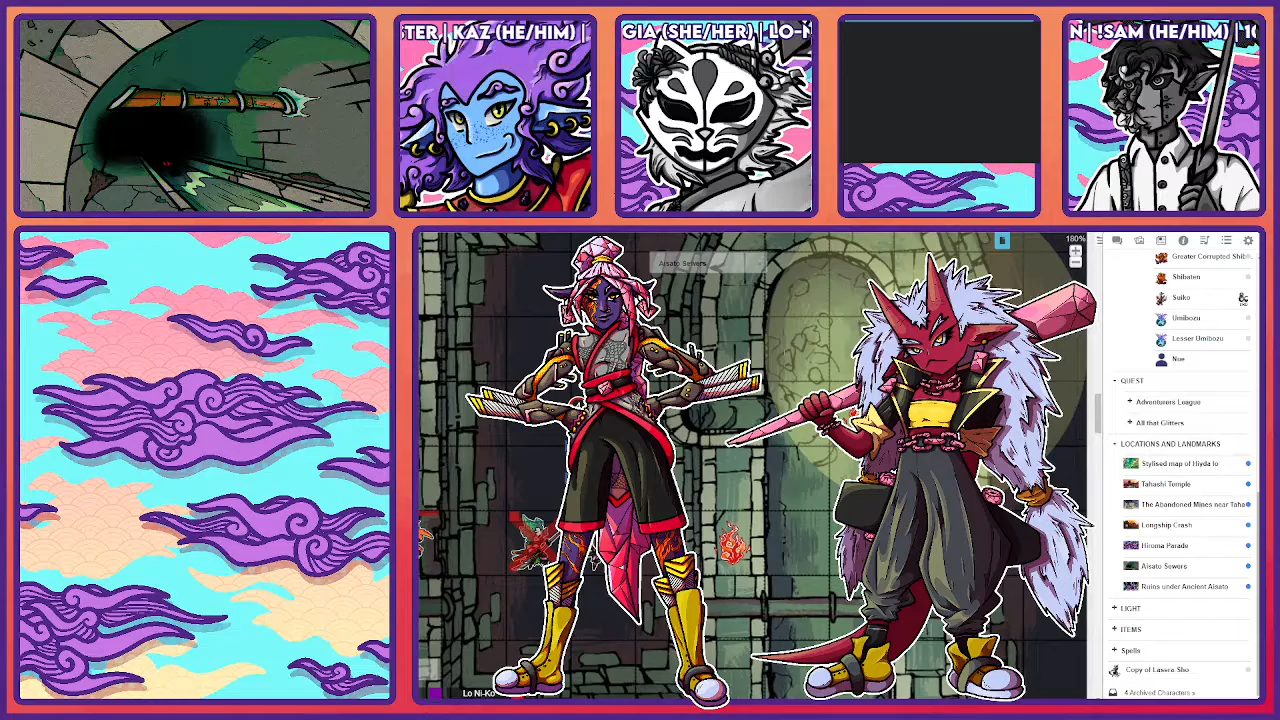 STER | KAZ (HE/HIM) |
GIA (SHE/HER) | LO-N
N | !SAM (HE/HIM) | 10
180%
Aisato Sewers
Greater Corrupted Shib
Shibaten
Suiko
Umibozu
Lesser Umibozu
Nue
QUEST
Adventurers League
All that Glitters
LOCATIONS AND LANDMARKS
Stylised map of Hiyda Io
Tahashi Temple
The Abandoned Mines near Taha
Longship Crash
Hiroma Parade
Aisato Sewers
Ruins under Ancient Aisato
LIGHT
ITEMS
Spells
Copy of Lasera Sho
4 Archived Characters »
Lo Ni-Ko